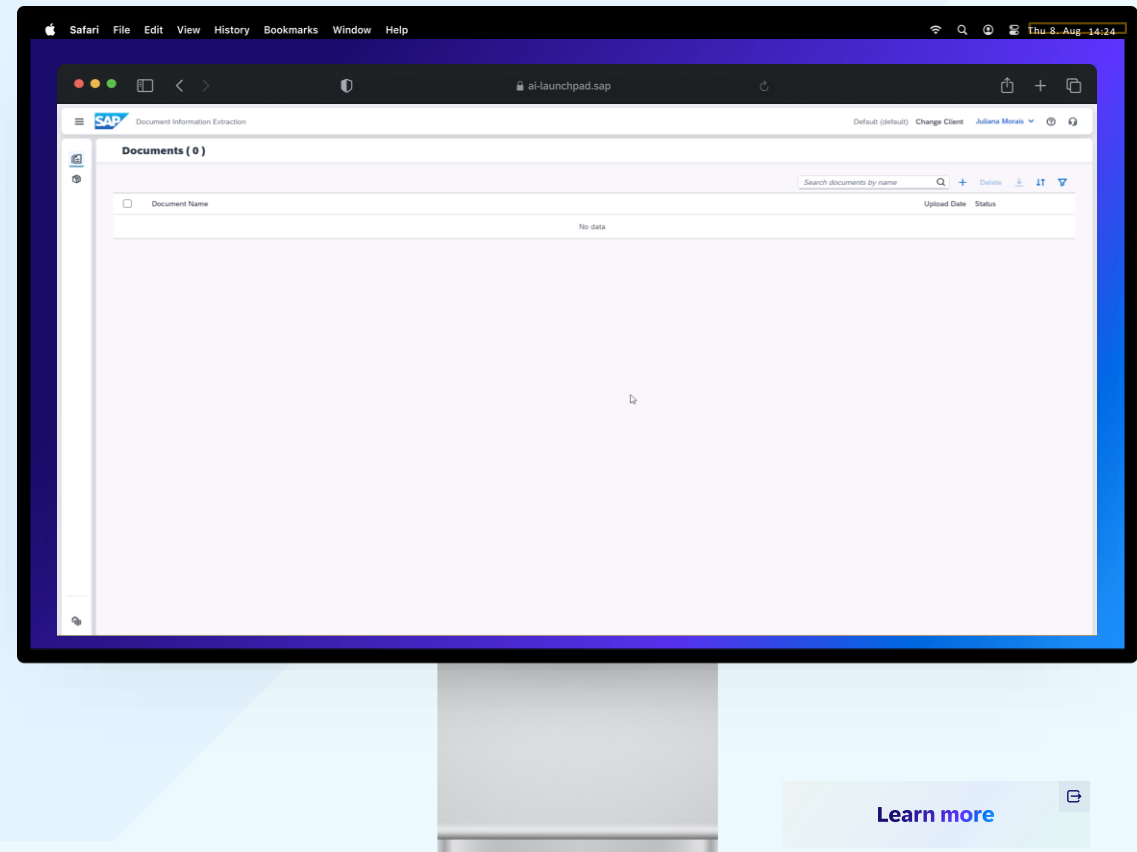 Safari File Edit View History Bookmarks Window Help Thu 8. Aug 14:24
ai-launchpad.sap
SAP Document Information Extraction Default (default) Change Client Juliana Morais
Documents ( 0 )
Search documents by name Delete
Document Name Upload Date Status
No data
Learn more